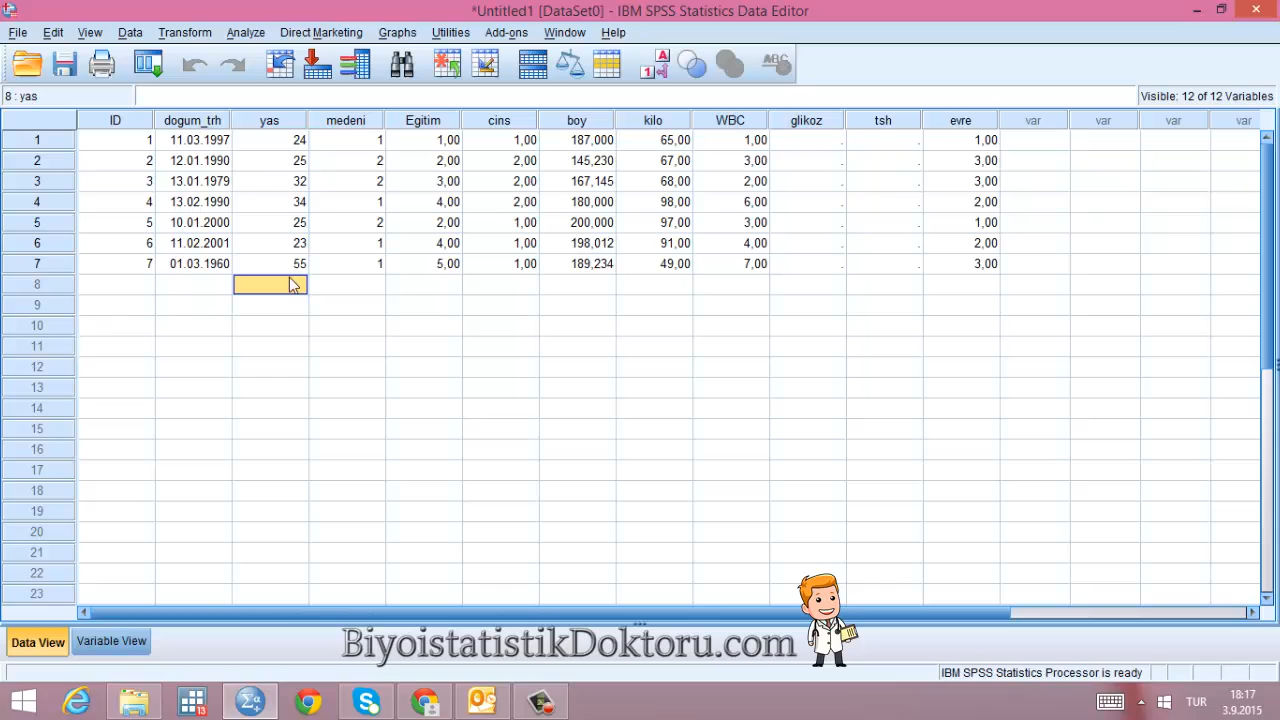 *Untitled1 [DataSet0] - IBM SPSS Statistics Data Editor
File Edit View Data Transform Analyze Direct Marketing Graphs Utilities Add-ons Window Help
8 : yas Visible: 12 of 12 Variables
ID dogum_trh yas medeni Egitim cins boy kilo WBC glikoz tsh evre var var var var
1 1 11.03.1997 24 1 1,00 2,00 187,000 65,00 1,00 . . 1,00
2 2 12.01.1990 25 2 2,00 2,00 145,230 67,00 3,00 . . 3,00
3 3 13.01.1979 32 2 3,00 2,00 167,145 68,00 2,00 . . 3,00
4 4 13.02.1990 34 1 4,00 2,00 180,000 98,00 6,00 . . 2,00
5 5 10.01.2000 25 2 2,00 1,00 200,000 97,00 3,00 . . 1,00
6 6 11.02.2001 23 1 4,00 1,00 198,012 91,00 4,00 . . 2,00
7 7 01.03.1960 55 1 5,00 1,00 189,234 49,00 7,00 . . 3,00
8
9
10
11
12
13
14
15
16
17
18
19
20
21
22
23
Data View Variable View
BiyoistatistikDoktoru.com
IBM SPSS Statistics Processor is ready
13
TUR
18:17
3.9.2015